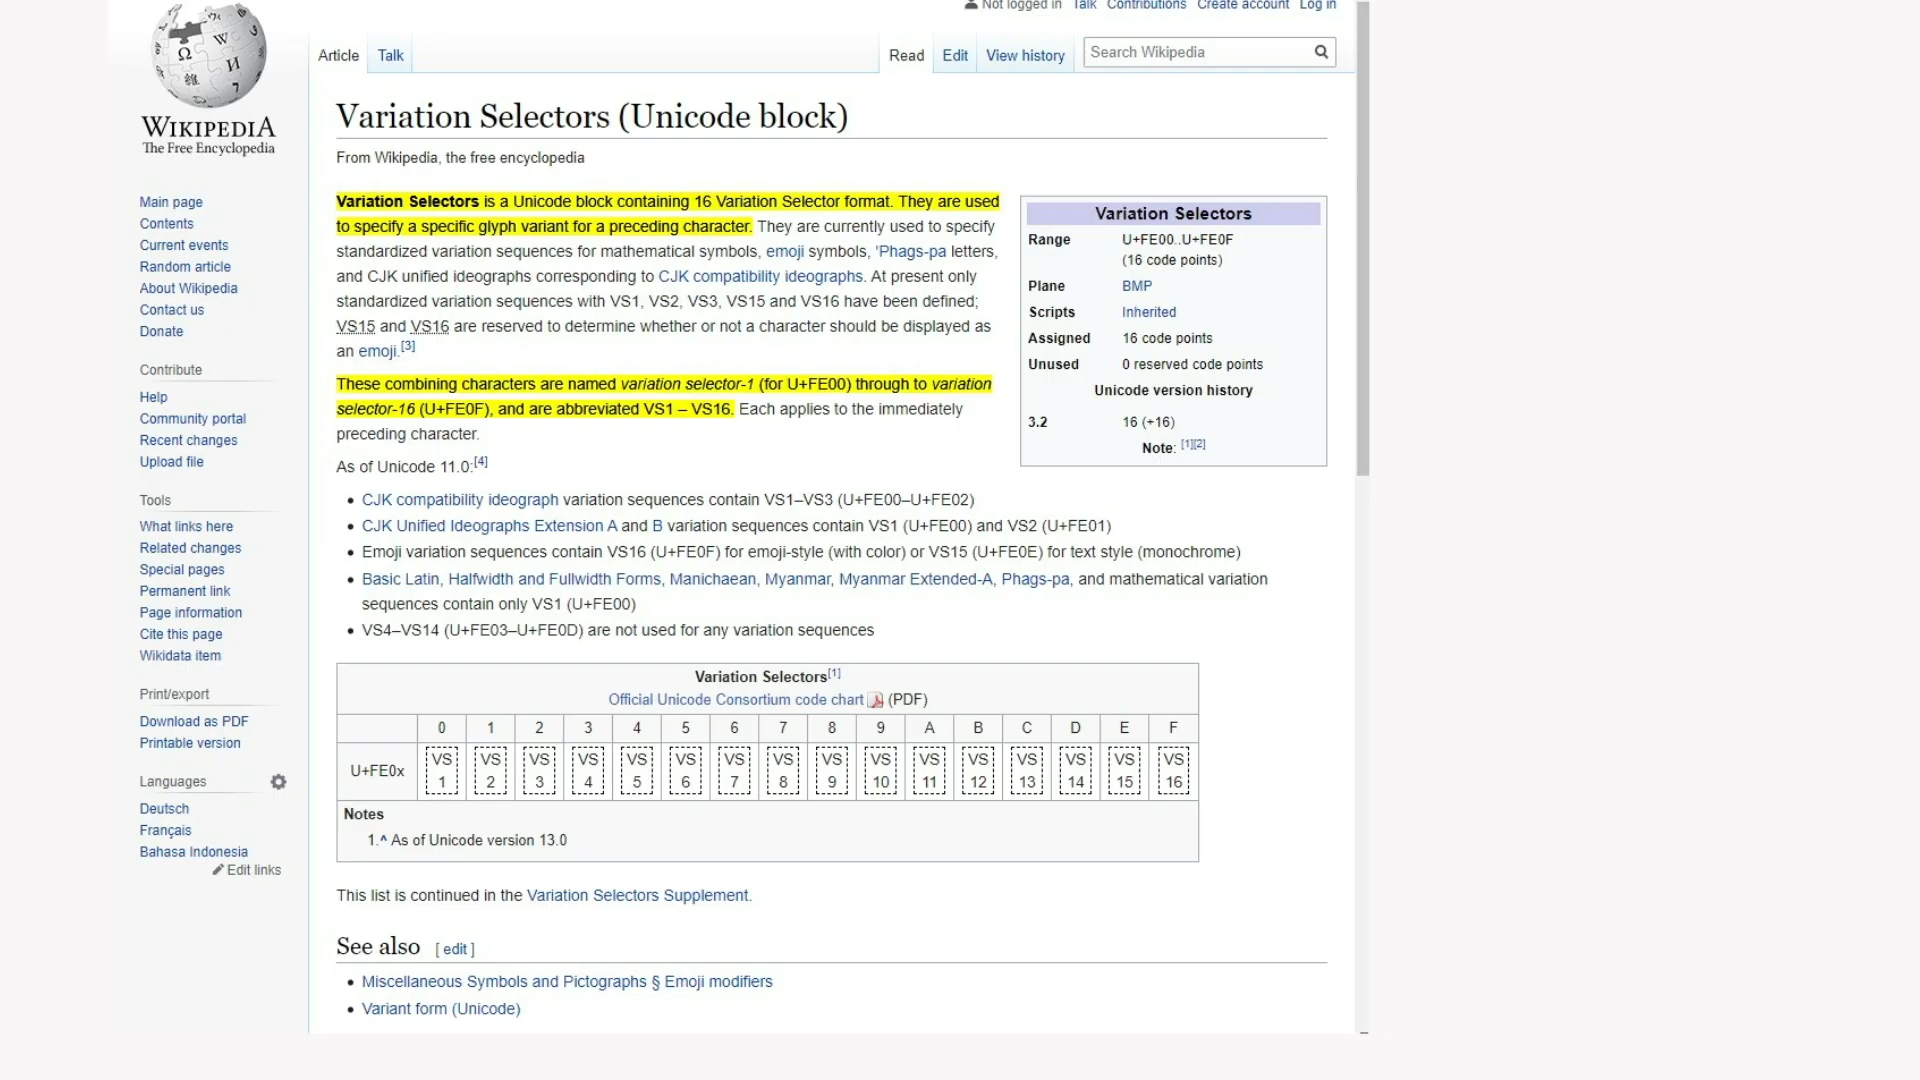 Not logged in Talk Contributions Create account Log in
Article Talk Read Edit View history Search Wikipedia
WIKIPEDIA
The Free Encyclopedia
Main page
Contents
Current events
Random article
About Wikipedia
Contact us
Donate
Contribute
Help
Community portal
Recent changes
Upload file
Tools
What links here
Related changes
Special pages
Permanent link
Page information
Cite this page
Wikidata item
Print/export
Download as PDF
Printable version
Languages
Deutsch
Français
Bahasa Indonesia
Edit links
Variation Selectors (Unicode block)
From Wikipedia, the free encyclopedia
Variation Selectors is a Unicode block containing 16 Variation Selector format. They are used
to specify a specific glyph variant for a preceding character. They are currently used to specify
standardized variation sequences for mathematical symbols, emoji symbols, 'Phags-pa letters,
and CJK unified ideographs corresponding to CJK compatibility ideographs. At present only
standardized variation sequences with VS1, VS2, VS3, VS15 and VS16 have been defined;
VS15 and VS16 are reserved to determine whether or not a character should be displayed as
an emoji.[3]
These combining characters are named variation selector-1 (for U+FE00) through to variation
selector-16 (U+FE0F), and are abbreviated VS1 – VS16. Each applies to the immediately
preceding character.
As of Unicode 11.0:[4]
Variation Selectors
Range U+FE00..U+FE0F
(16 code points)
Plane BMP
Scripts Inherited
Assigned 16 code points
Unused 0 reserved code points
Unicode version history
3.2 16 (+16)
Note: [1][2]
• CJK compatibility ideograph variation sequences contain VS1–VS3 (U+FE00–U+FE02)
• CJK Unified Ideographs Extension A and B variation sequences contain VS1 (U+FE00) and VS2 (U+FE01)
• Emoji variation sequences contain VS16 (U+FE0F) for emoji-style (with color) or VS15 (U+FE0E) for text style (monochrome)
• Basic Latin, Halfwidth and Fullwidth Forms, Manichaean, Myanmar, Myanmar Extended-A, Phags-pa, and mathematical variation
sequences contain only VS1 (U+FE00)
• VS4–VS14 (U+FE03–U+FE0D) are not used for any variation sequences
Variation Selectors[1]
Official Unicode Consortium code chart (PDF)
0 1 2 3 4 5 6 7 8 9 A B C D E F
U+FE0x VS 1 VS 2 VS 3 VS 4 VS 5 VS 6 VS 7 VS 8 VS 9 VS 10 VS 11 VS 12 VS 13 VS 14 VS 15 VS 16
Notes
1.^ As of Unicode version 13.0
This list is continued in the Variation Selectors Supplement.
See also [ edit ]
• Miscellaneous Symbols and Pictographs § Emoji modifiers
• Variant form (Unicode)